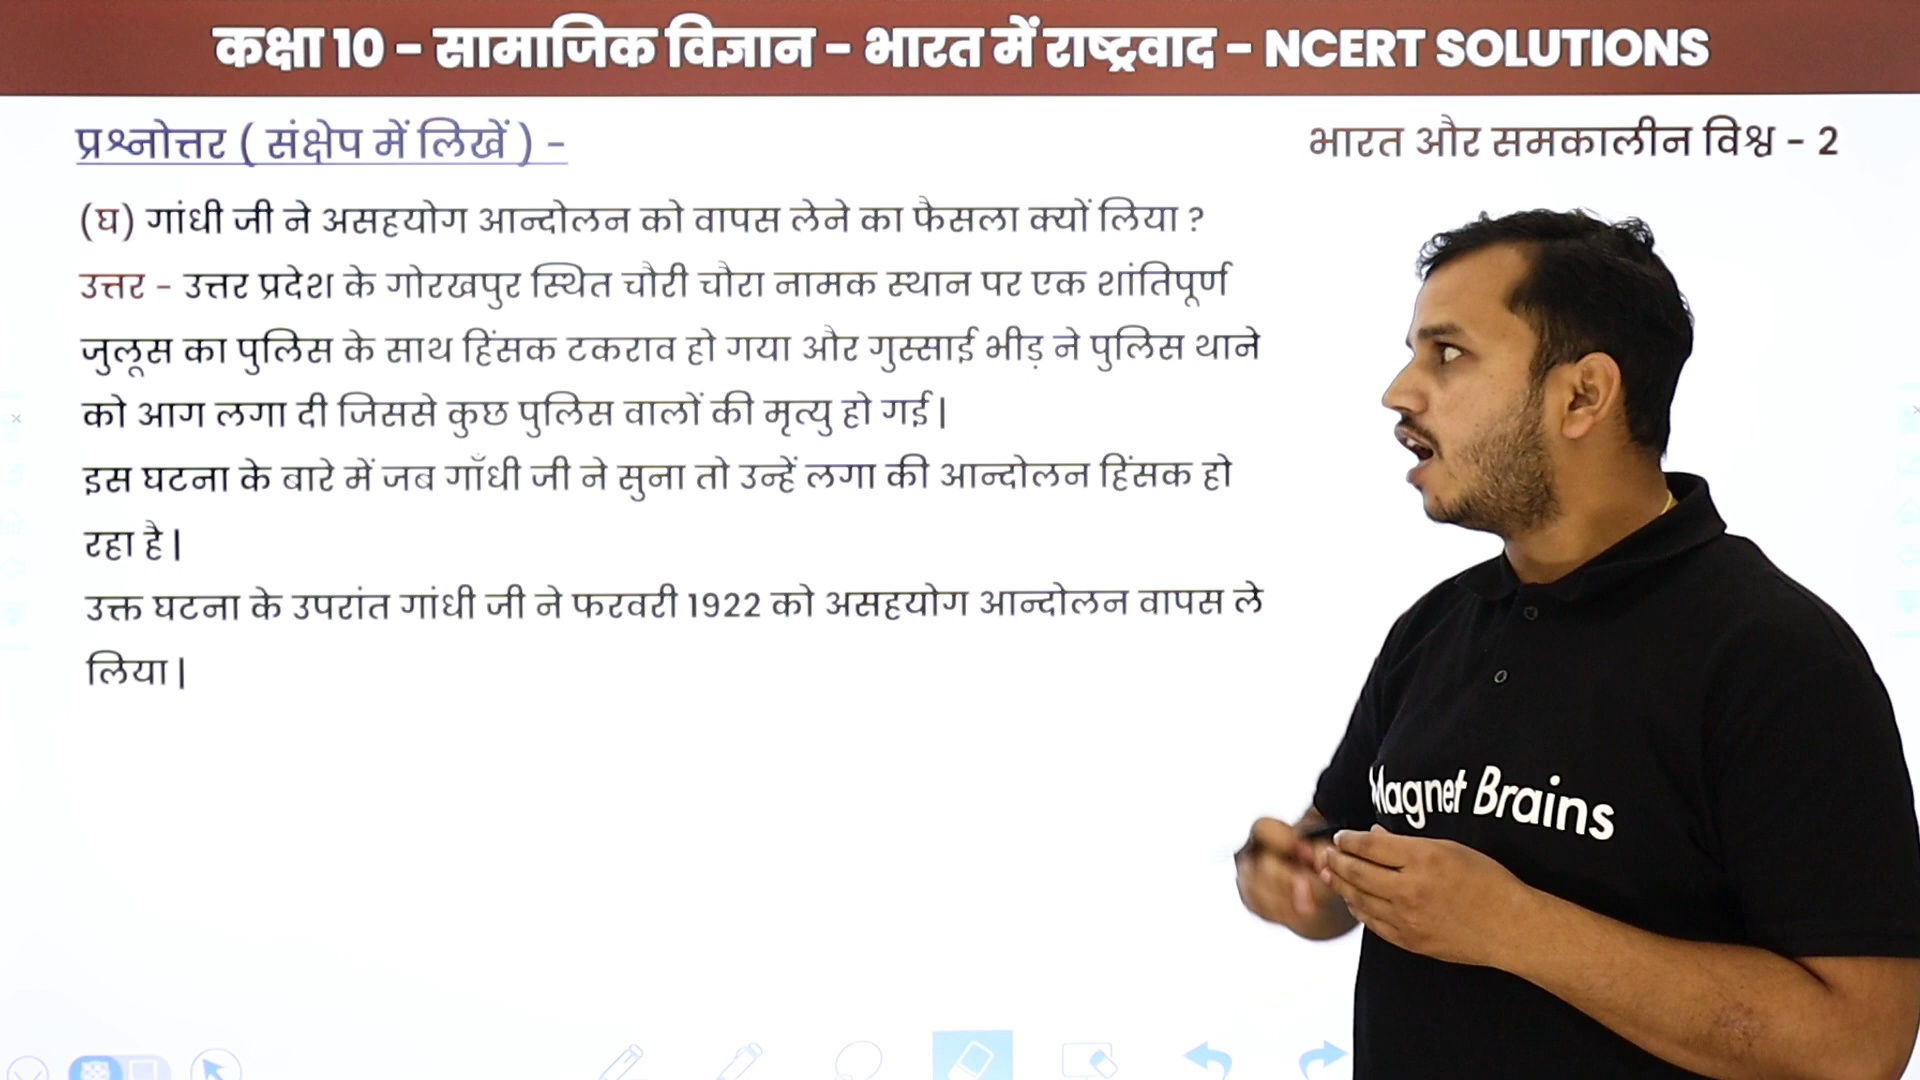 कक्षा 10 - सामाजिक विज्ञान - भारत में राष्ट्रवाद - NCERT SOLUTIONS
प्रश्नोत्तर ( संक्षेप में लिखें ) -
भारत और समकालीन विश्व - 2
(घ) गांधी जी ने असहयोग आन्दोलन को वापस लेने का फैसला क्यों लिया ?
उत्तर - उत्तर प्रदेश के गोरखपुर स्थित चौरी चौरा नामक स्थान पर एक शांतिपूर्ण
जुलूस का पुलिस के साथ हिंसक टकराव हो गया और गुस्साई भीड़ ने पुलिस थाने
को आग लगा दी जिससे कुछ पुलिस वालों की मृत्यु हो गई|
इस घटना के बारे में जब गाँधी जी ने सुना तो उन्हें लगा की आन्दोलन हिंसक हो
रहा है|
उक्त घटना के उपरांत गांधी जी ने फरवरी 1922 को असहयोग आन्दोलन वापस ले
लिया|
Magnet Brains